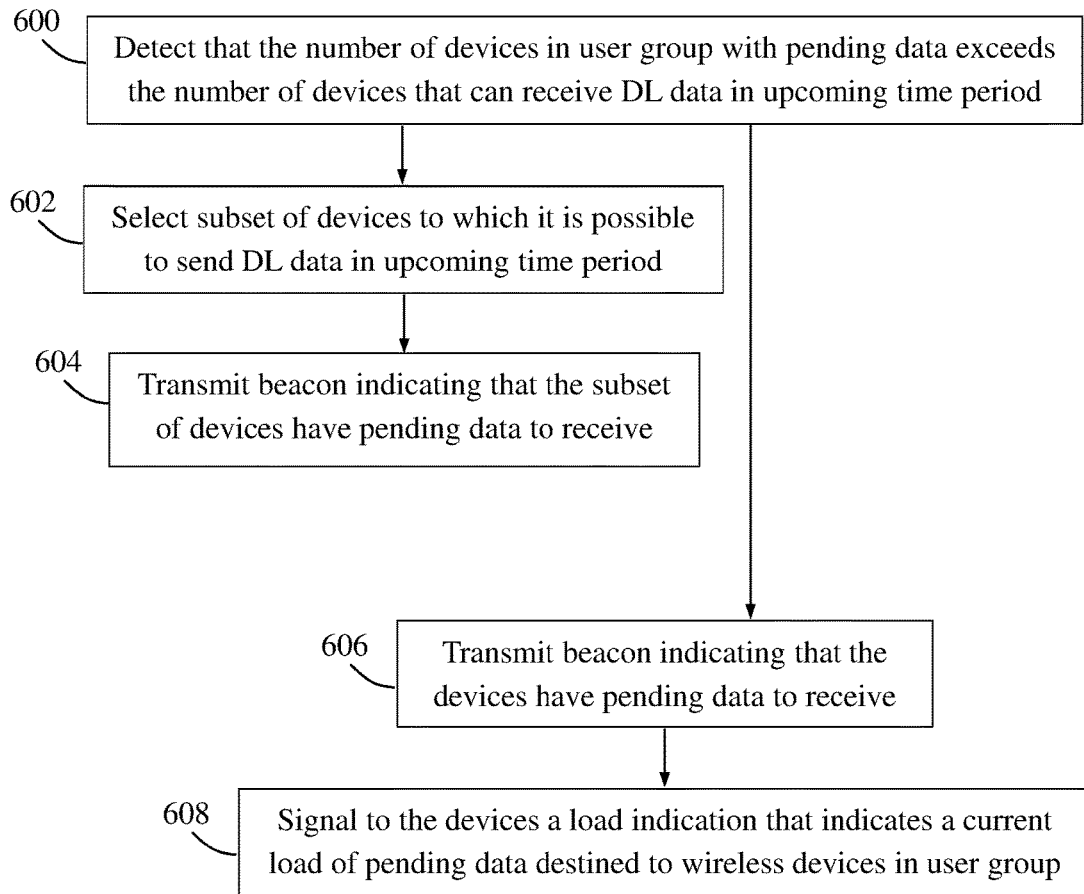 600
Detect that the number of devices in user group with pending data exceeds
the number of devices that can receive DL data in upcoming time period
602
Select subset of devices to which it is possible
to send DL data in upcoming time period
604
Transmit beacon indicating that the subset
of devices have pending data to receive
606
Transmit beacon indicating that the
devices have pending data to receive
608
Signal to the devices a load indication that indicates a current
load of pending data destined to wireless devices in user group